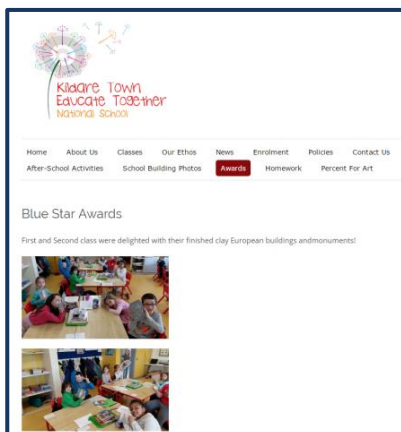 Kildare Town
Educate Together
National School
Home About Us Classes Our Ethos News Enrolment Policies Contact Us
After-School Activities School Building Photos Awards Homework Percent For Art
Blue Star Awards
First and Second class were delighted with their finished clay European buildings andmonuments!